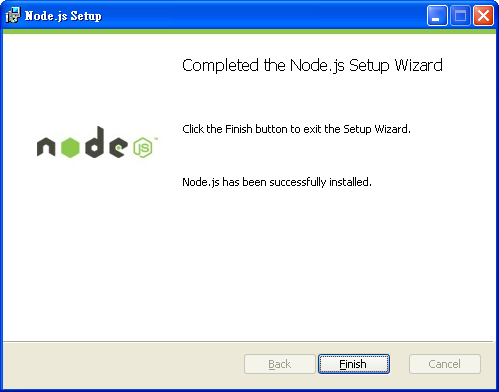 Node.js Setup
Completed the Node.js Setup Wizard
node JS™
Click the Finish button to exit the Setup Wizard.
Node.js has been successfully installed.
Back
Finish
Cancel